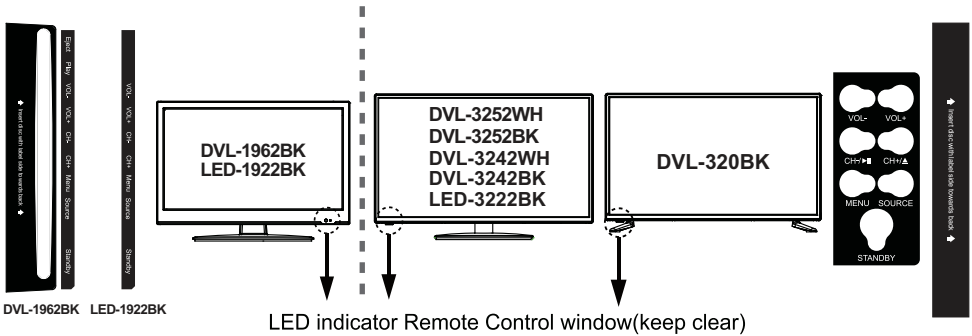 Insert disc with label side to wards back
Eject Play VOL- VOL+ CH- CH+ Menu Source Standby
VOL- VOL+ CH- CH+ Menu Source Standby
DVL-1962BK LED-1922BK
DVL-1962BK
LED-1922BK
DVL-3252WH
DVL-3252BK
DVL-3242WH
DVL-3242BK
LED-3222BK
DVL-320BK
VOL- VOL+
CH-/►II CH+/▲
MENU SOURCE
STANDBY
Insert disc with label side towards back
LED indicator Remote Control window(keep clear)